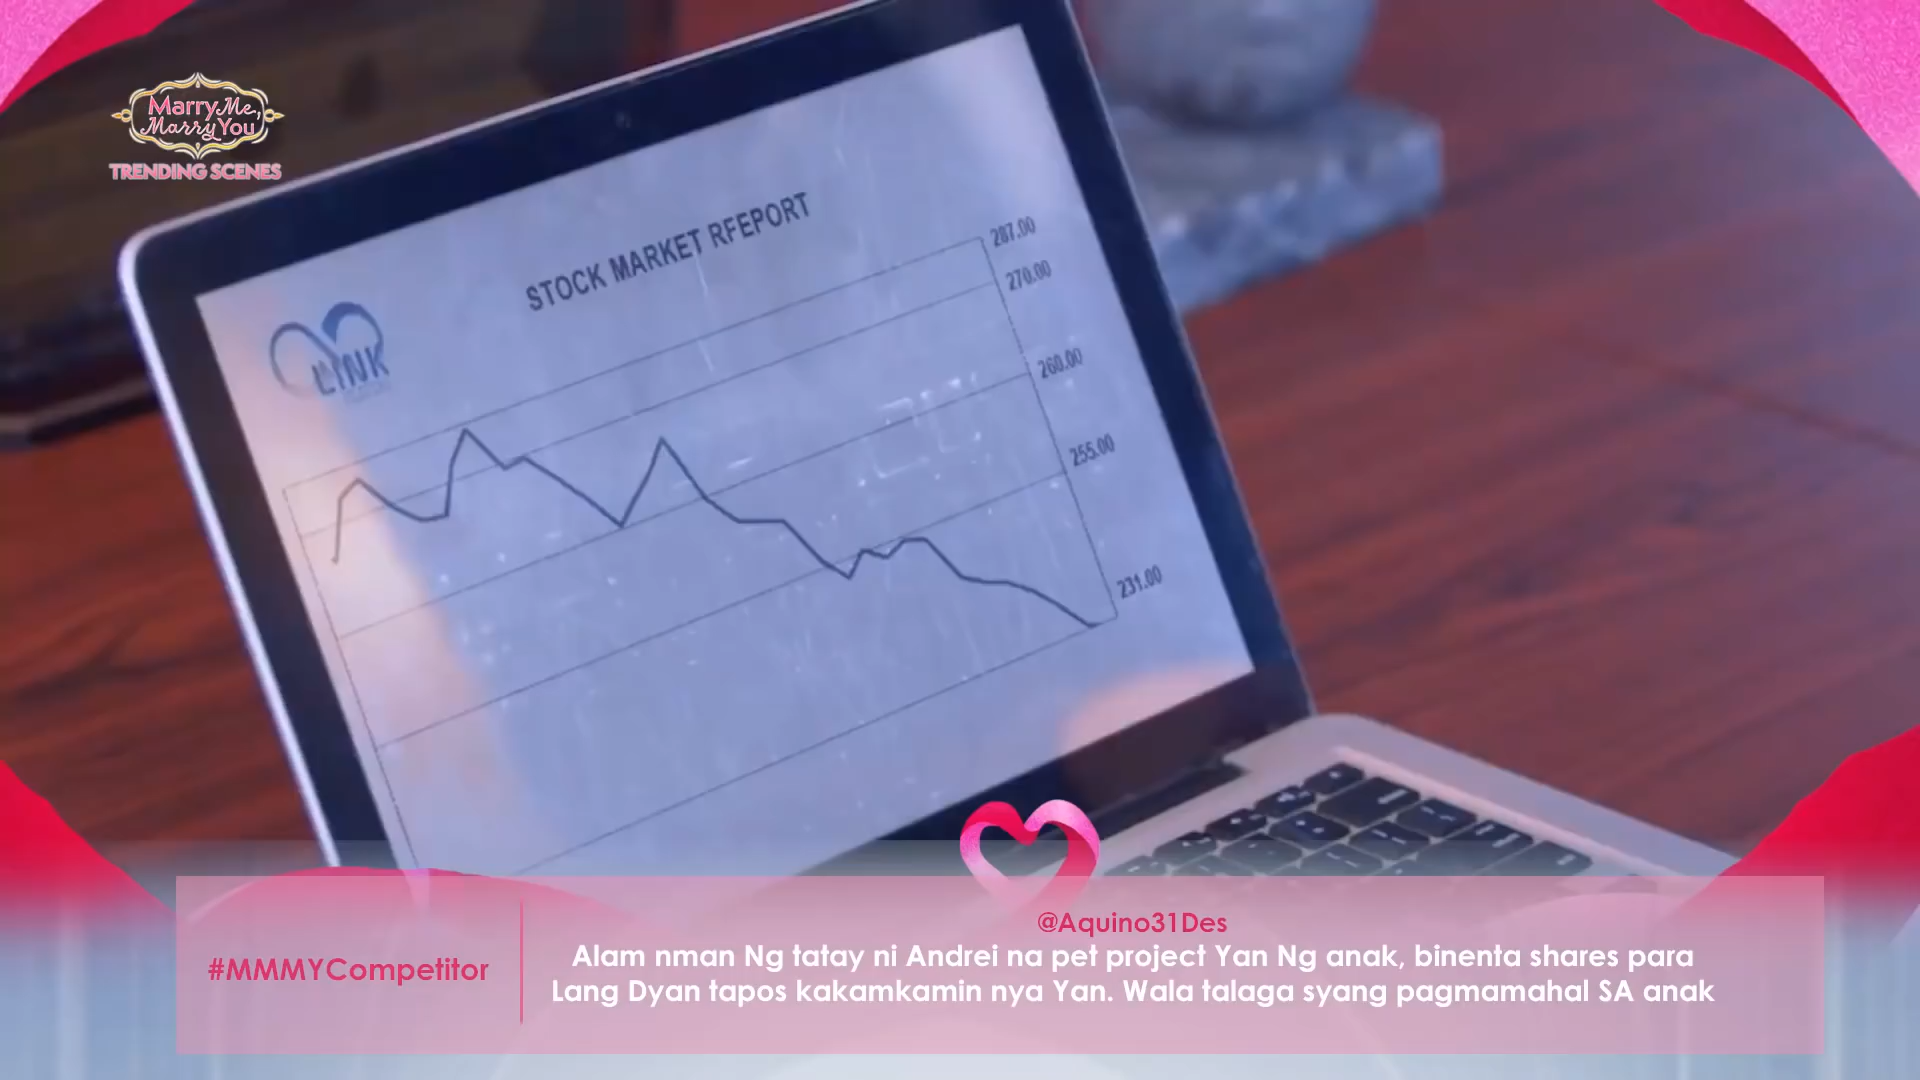 Marry Me,
Marry You
TRENDING SCENES
STOCK MARKET RFEPORT
LINK
287.00
270.00
260.00
255.00
231.00
#MMMYCompetitor
@Aquino31Des
Alam nman Ng tatay ni Andrei na pet project Yan Ng anak, binenta shares para
Lang Dyan tapos kakamkamin nya Yan. Wala talaga syang pagmamahal SA anak